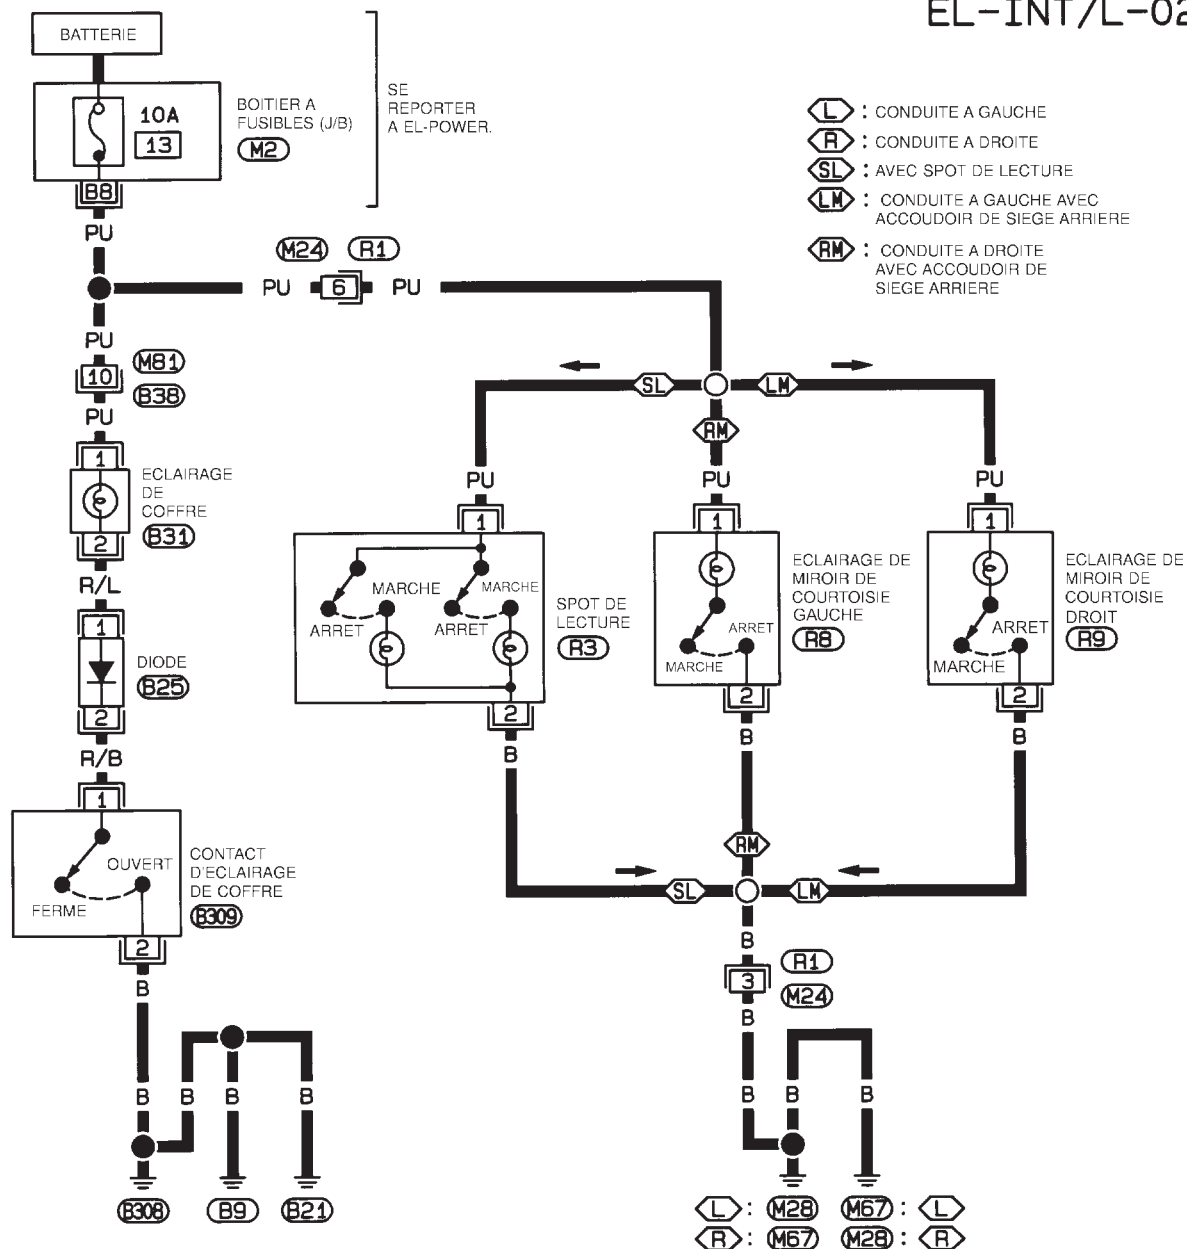 EL-INT/L-02
BATTERIE
10A
13
BOITIER A
FUSIBLES (J/B)
M2
SE
REPORTER
A EL-POWER.
L : CONDUITE A GAUCHE
R : CONDUITE A DROITE
SL : AVEC SPOT DE LECTURE
LM : CONDUITE A GAUCHE AVEC
ACCOUDOIR DE SIEGE ARRIERE
RM : CONDUITE A DROITE
AVEC ACCOUDOIR DE
SIEGE ARRIERE
B8
PU
M24 R1
PU 6 PU
PU
10
M81
B38
PU
SL LM
RM
1
ECLAIRAGE
DE
COFFRE
B31
2
R/L
PU PU PU
1 1 1
MARCHE MARCHE
ARRET ARRET
SPOT DE
LECTURE
R3
2
B
ARRET
MARCHE
ECLAIRAGE DE
MIROIR DE
COURTOISIE
GAUCHE
R8
2
B
ARRET
MARCHE
ECLAIRAGE DE
MIROIR DE
COURTOISIE
DROIT
R9
2
B
1
DIODE
B25
2
R/B
1
OUVERT
FERME
CONTACT
D'ECLAIRAGE
DE COFFRE
B309
2
B
RM
SL LM
B
3
R1
M24
B
B B B B
B B B
B308 B9 B21
L : M28 M67 : L
R : M67 M28 : R